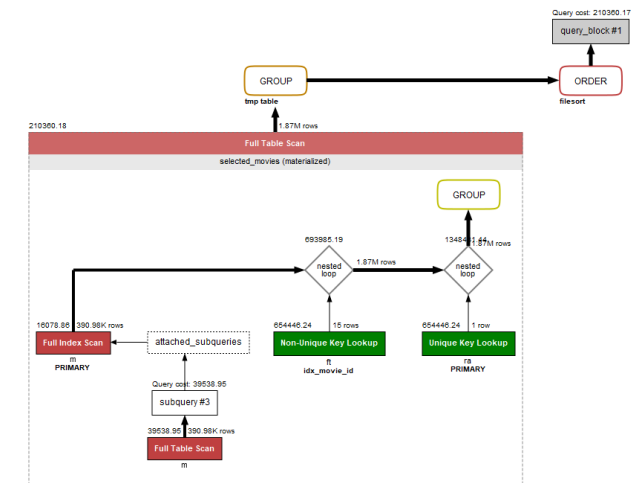 Query cost: 210360.17
query_block #1
GROUP
ORDER
tmp table
filesort
210360.18
1.87M rows
Full Table Scan
selected_movies (materialized)
GROUP
693985.19
1.87M rows
nested
loop
1.87M rows
nested
loop
16078.86
390.98K rows
Full Index Scan
m
PRIMARY
attached_subqueries
654446.24
15 rows
Non-Unique Key Lookup
ft
idx_movie_id
654446.24
1 row
Unique Key Lookup
ra
PRIMARY
Query cost: 39538.95
subquery #3
39538.95
390.98K rows
Full Table Scan
m